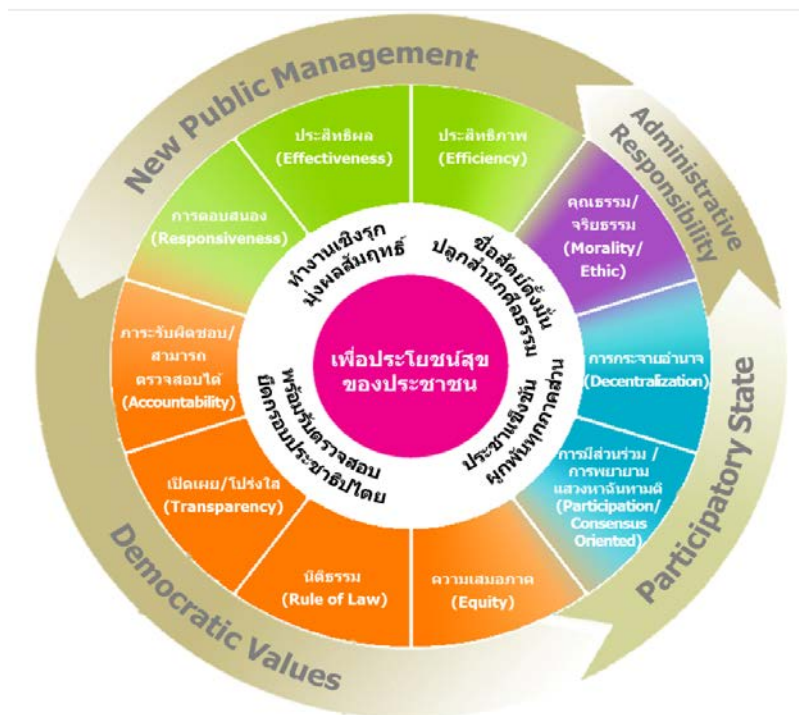 New Public Management
Administrative
Responsibility
Participatory State
Democratic Values
ประสิทธิผล
(Effectiveness)
ประสิทธิภาพ
(Efficiency)
คุณธรรม/
จริยธรรม
(Morality/
Ethic)
การกระจายอำนาจ
(Decentralization)
การมีส่วนร่วม /
การพยายาม
แสวงหาฉันทามติ
(Participation/
Consensus
Oriented)
ความเสมอภาค
(Equity)
นิติธรรม
(Rule of Law)
เปิดเผย/โปร่งใส
(Transparency)
ภาระรับผิดชอบ/
สามารถ
ตรวจสอบได้
(Accountability)
การตอบสนอง
(Responsiveness)
ทำงานเชิงรุก
มุ่งผลสัมฤทธิ์
ซื่อสัตย์ตั้งมั่น
ปลูกสำนึกศีลธรรม
ประชาแข็งขัน
ผูกพันทุกภาคส่วน
พร้อมรับตรวจสอบ
ยึดกรอบประชาธิปไตย
เพื่อประโยชน์สุข
ของประชาชน